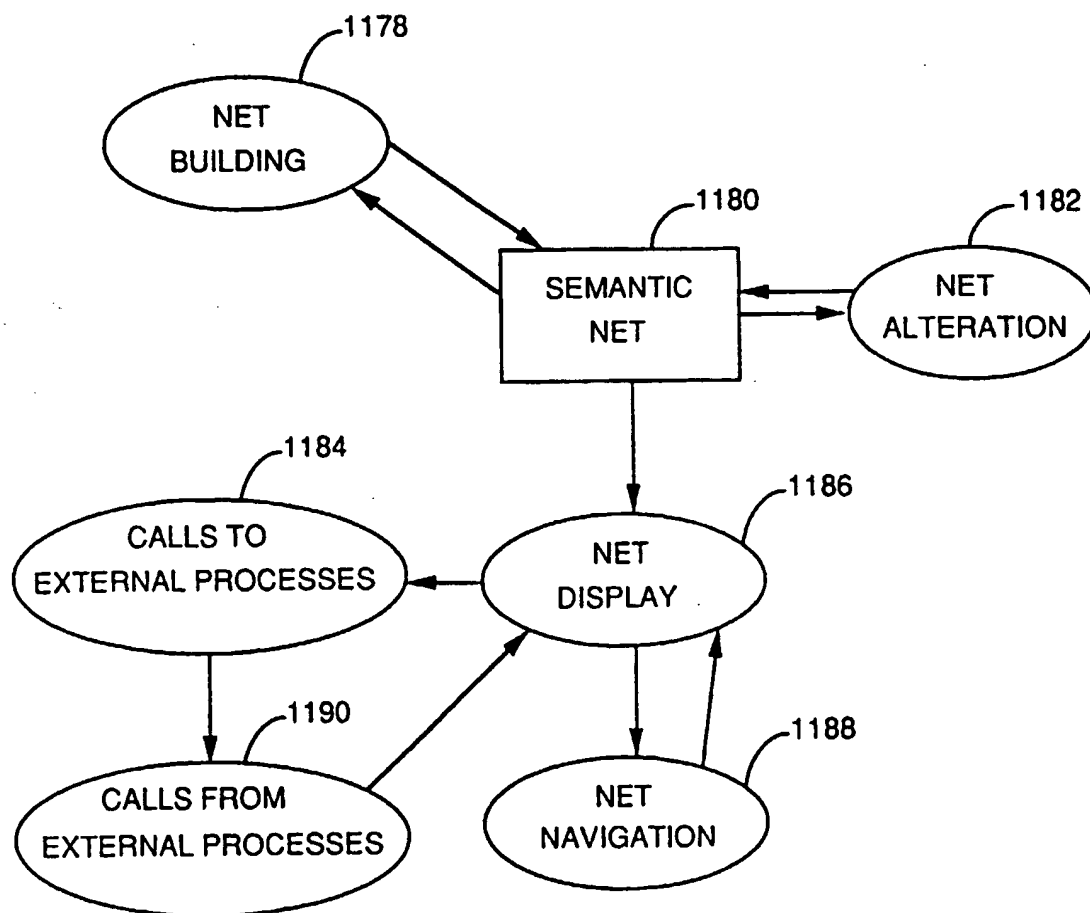 1178
NET
BUILDING
1180
SEMANTIC
NET
1182
NET
ALTERATION
1184
CALLS TO
EXTERNAL PROCESSES
1186
NET
DISPLAY
1190
CALLS FROM
EXTERNAL PROCESSES
1188
NET
NAVIGATION